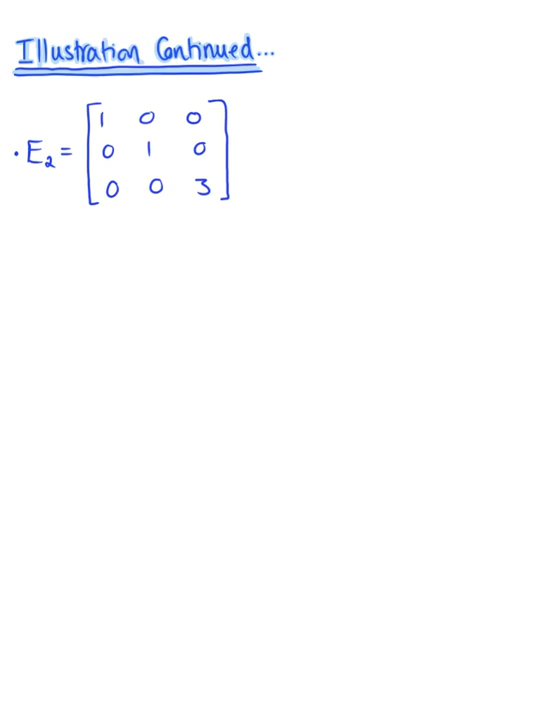 Illustration Continued...
· E₂ = [ 1 0 0
0 1 0
0 0 3 ]